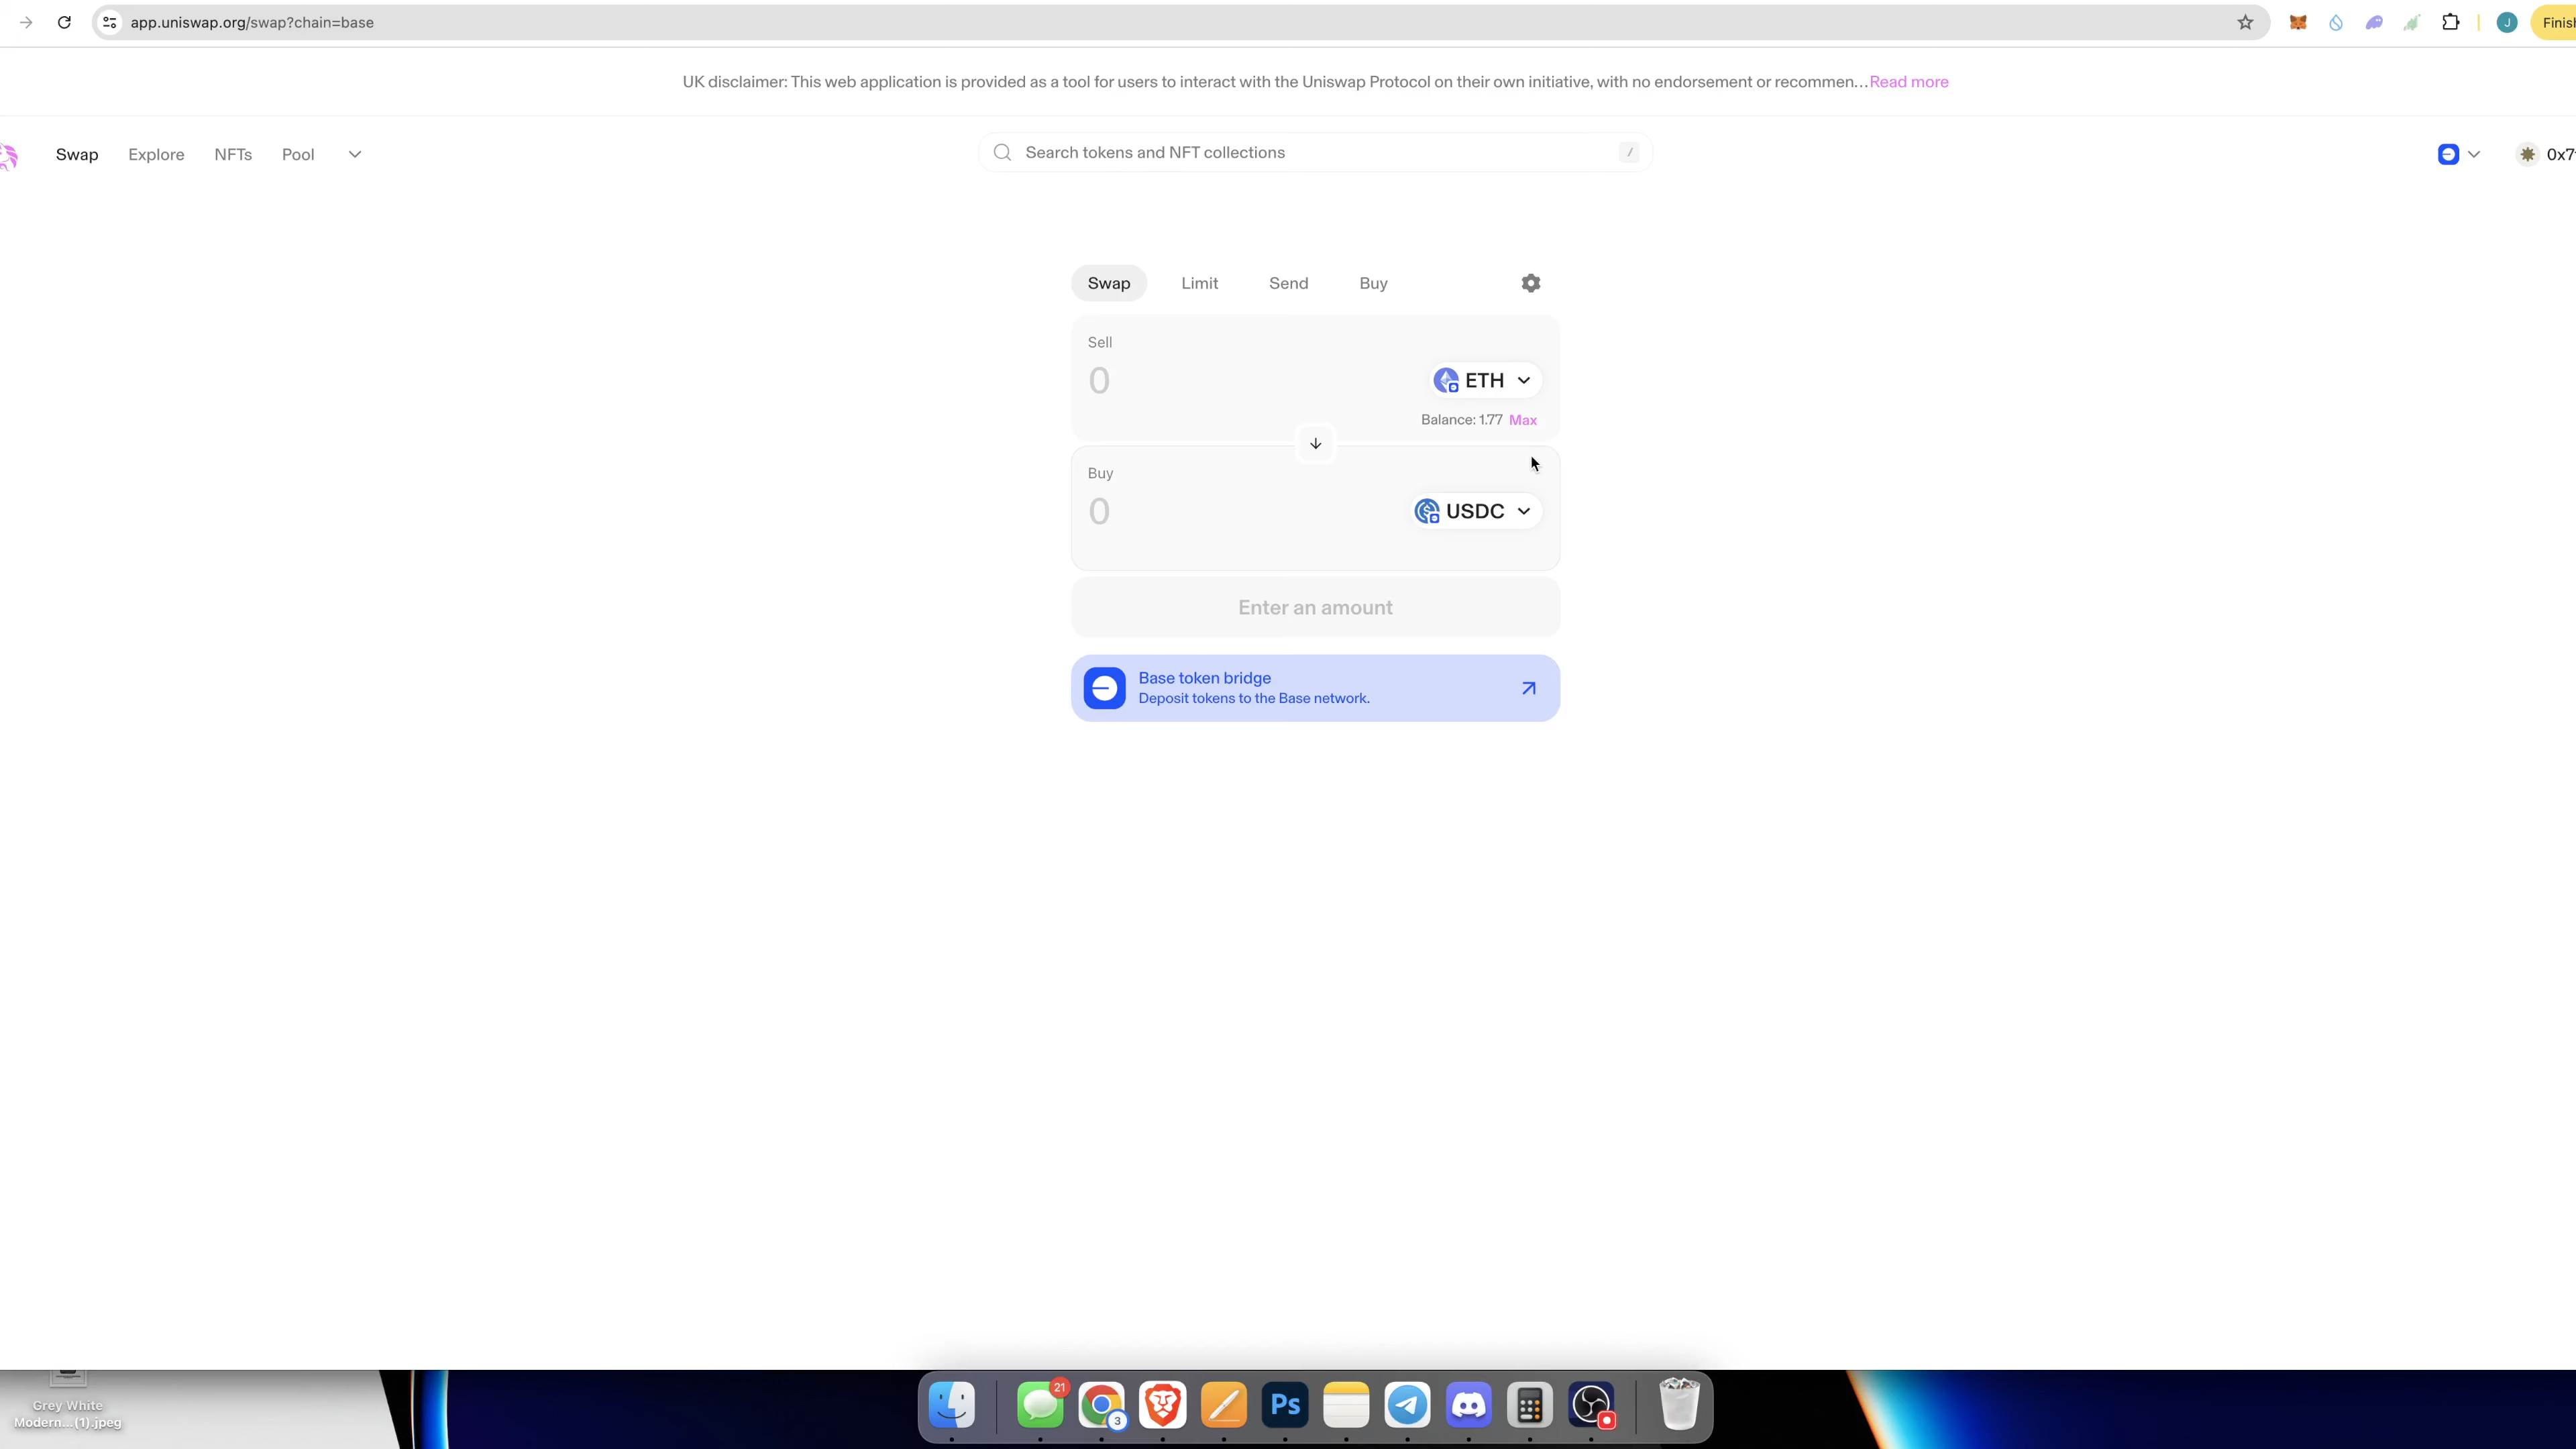 app.uniswap.org/swap?chain=base
J
Finish
UK disclaimer: This web application is provided as a tool for users to interact with the Uniswap Protocol on their own initiative, with no endorsement or recommen... Read more
Swap Explore NFTs Pool
Search tokens and NFT collections /
0x7
Swap Limit Send Buy
Sell
0 ETH
Balance: 1.77 Max
Buy
0 USDC
Enter an amount
Base token bridge
Deposit tokens to the Base network.
21
3
Ps
Grey White
Modern...(1).jpeg